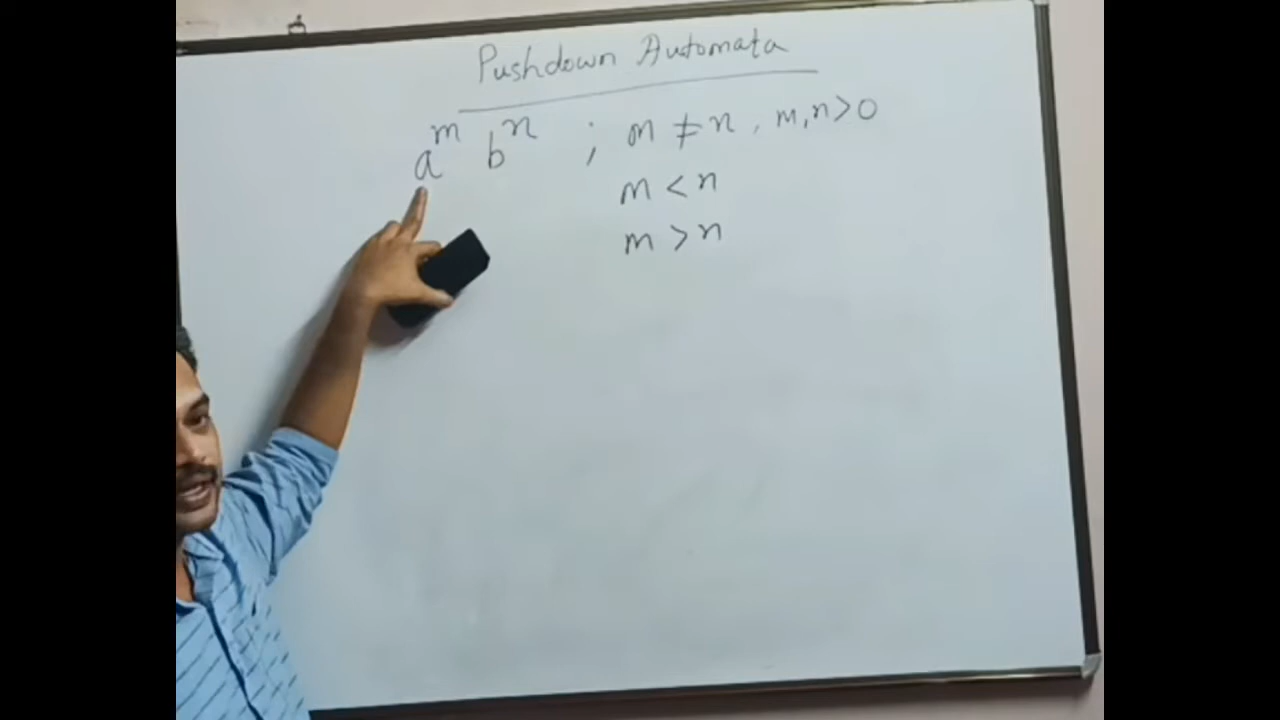 Pushdown Automata
a^m b^n ; m ≠ n, m,n>0
m < n
m > n